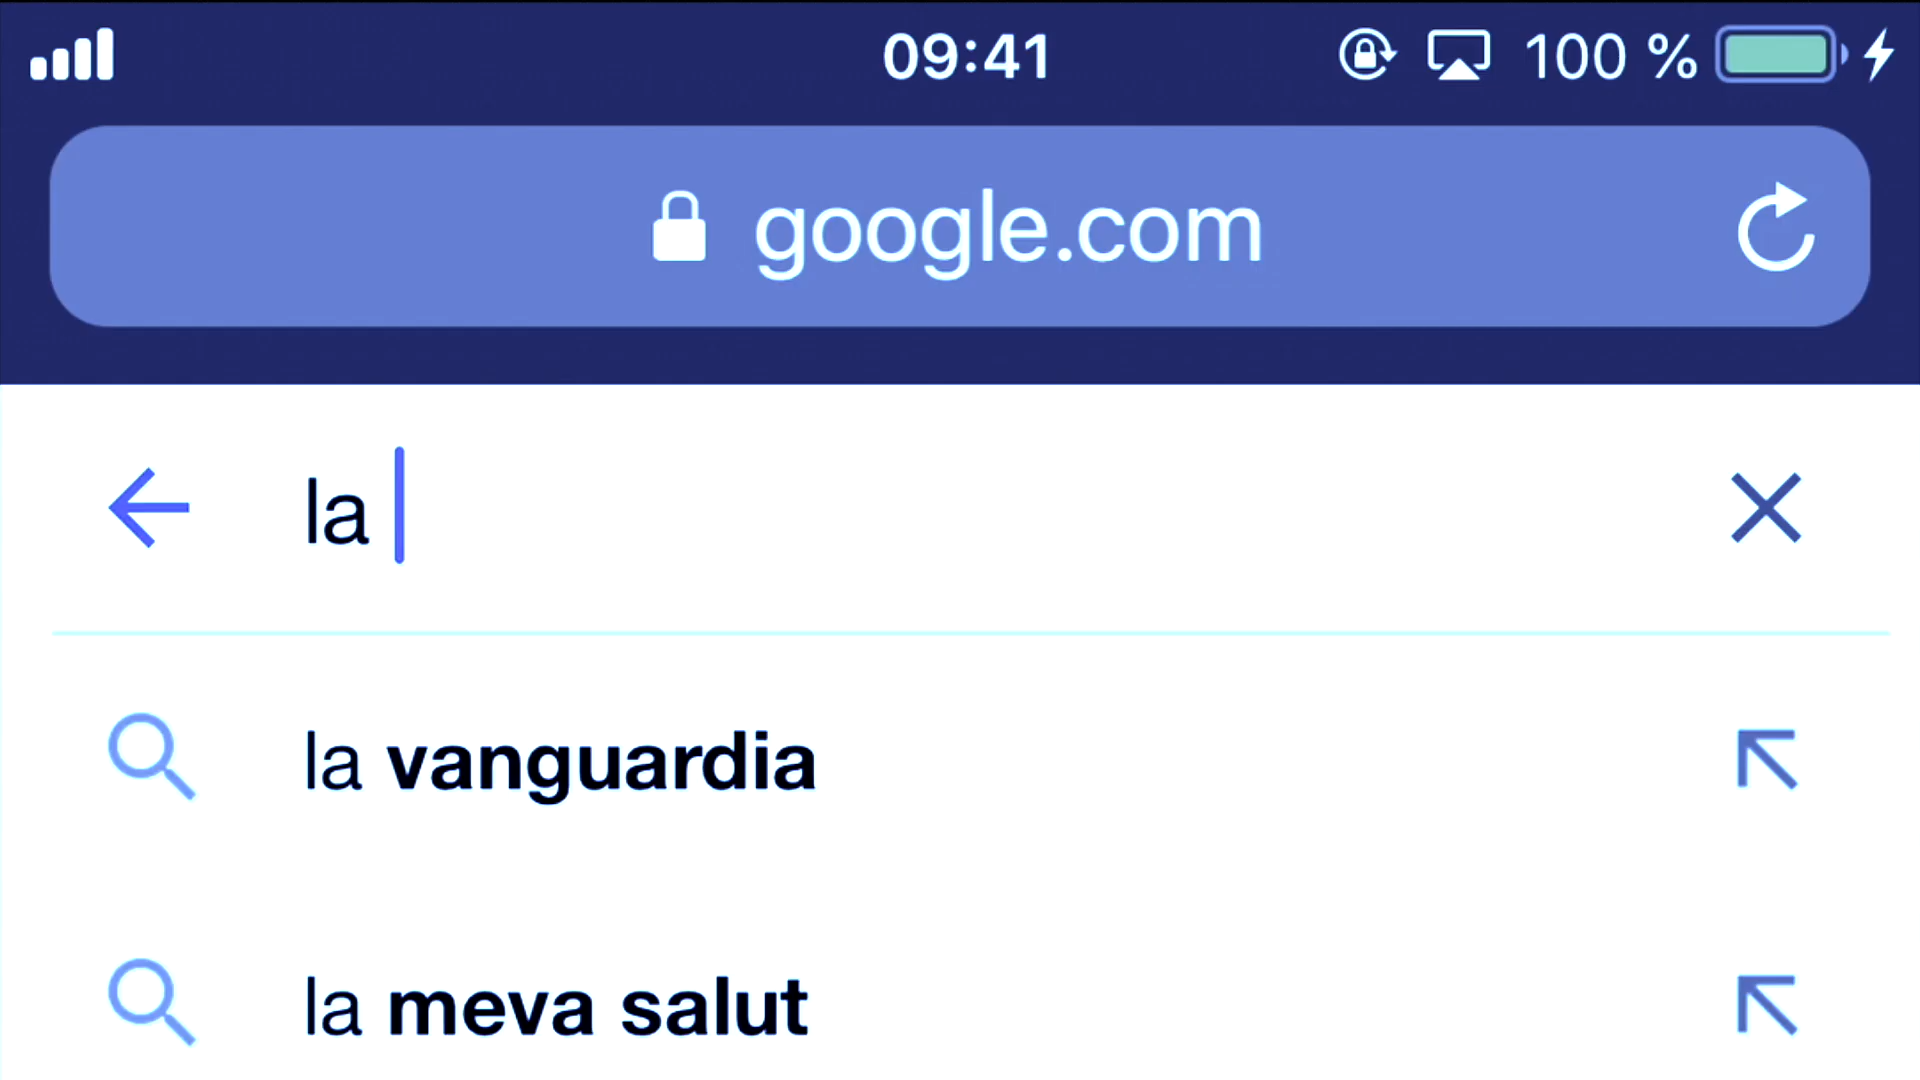 09:41
100 %
google.com
la
la vanguardia
la meva salut